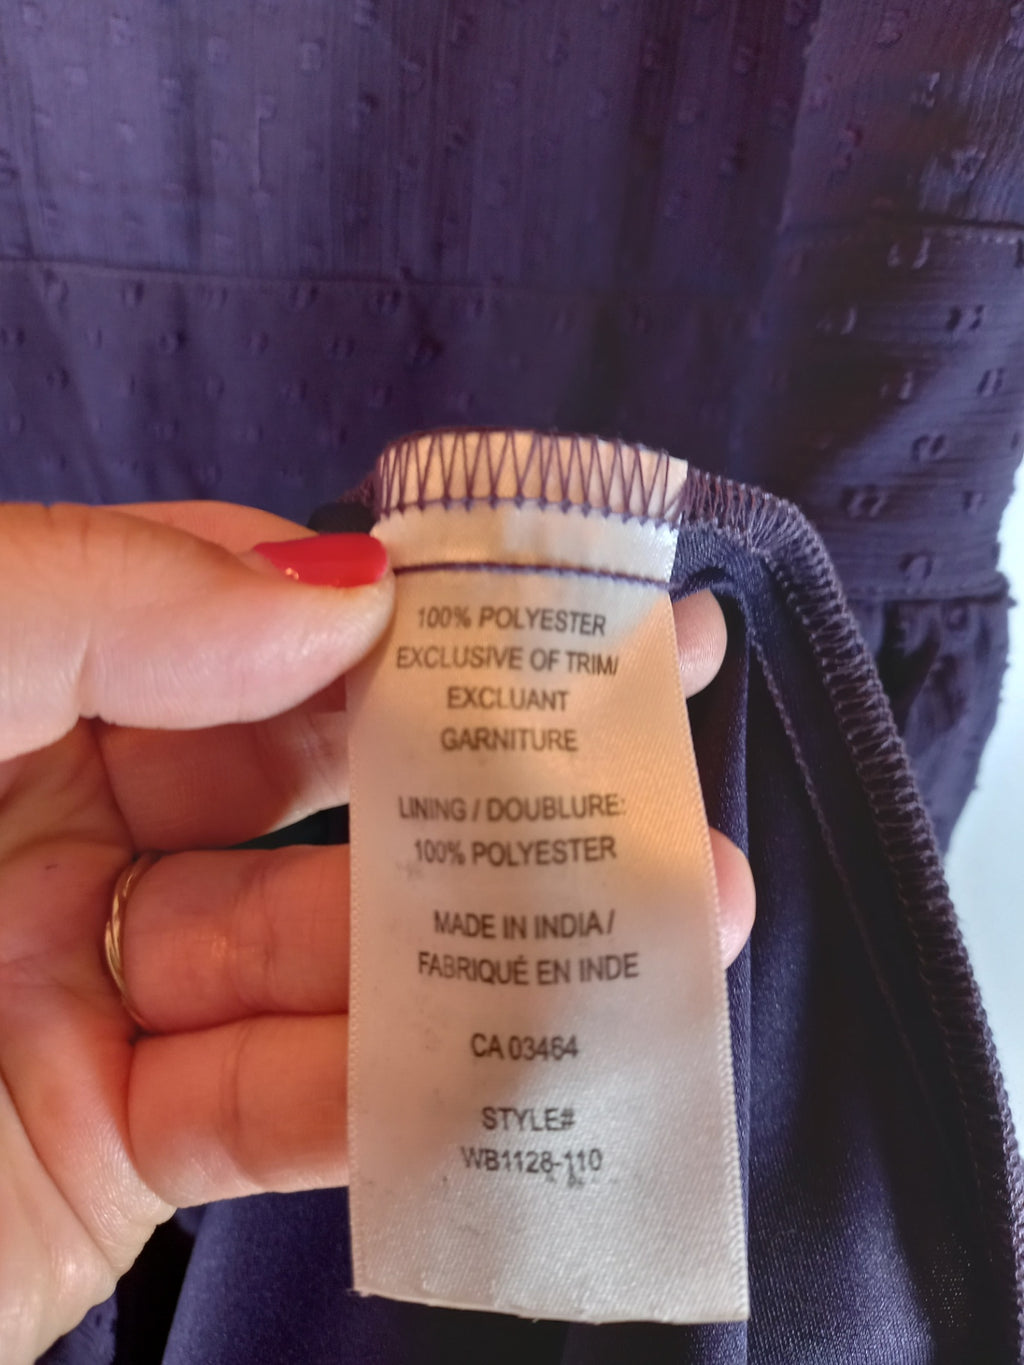 100% POLYESTER
EXCLUSIVE OF TRIM/
EXCLUANT
GARNITURE
LINING / DOUBLURE:
100% POLYESTER
MADE IN INDIA /
FABRIQUÉ EN INDE
CA 03464
STYLE#
WB1128-110